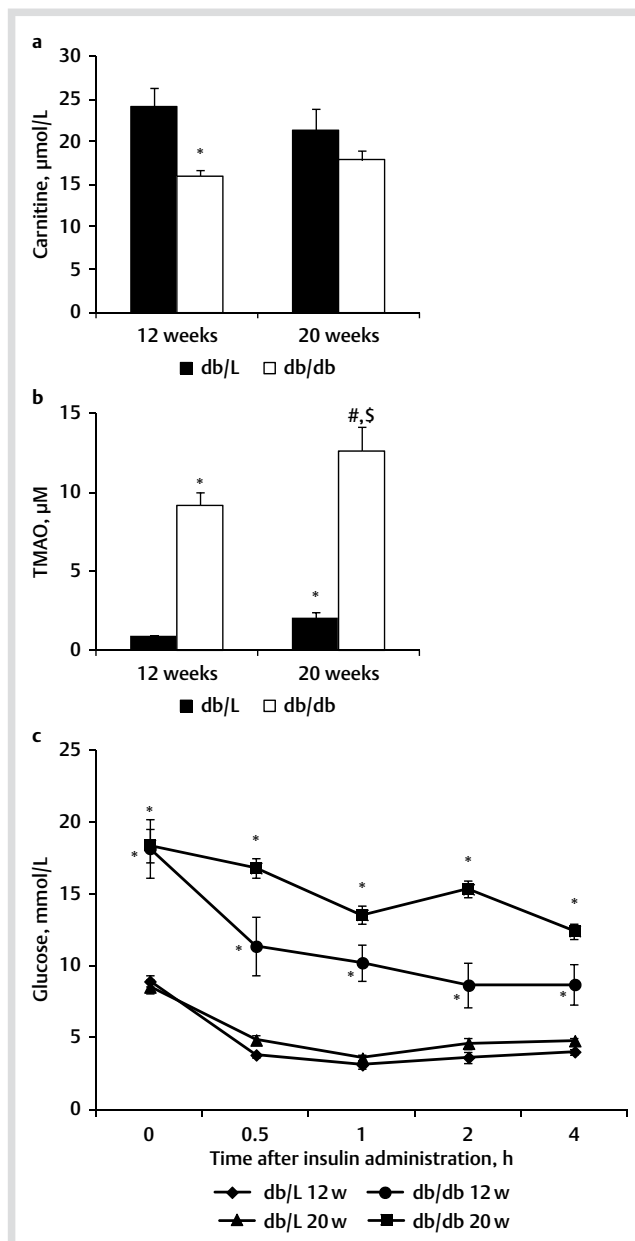 a
Carnitine, µmol/L
30
25
20
15
10
5
0
*
12 weeks 20 weeks
db/L db/db
b
TMAO, µM
15
10
5
0
*
*
#,$
12 weeks 20 weeks
db/L db/db
c
Glucose, mmol/L
25
20
15
10
5
0
* * * * *
* * * * *
0 0.5 1 2 4
Time after insulin administration, h
db/L 12 w db/db 12 w
db/L 20 w db/db 20 w